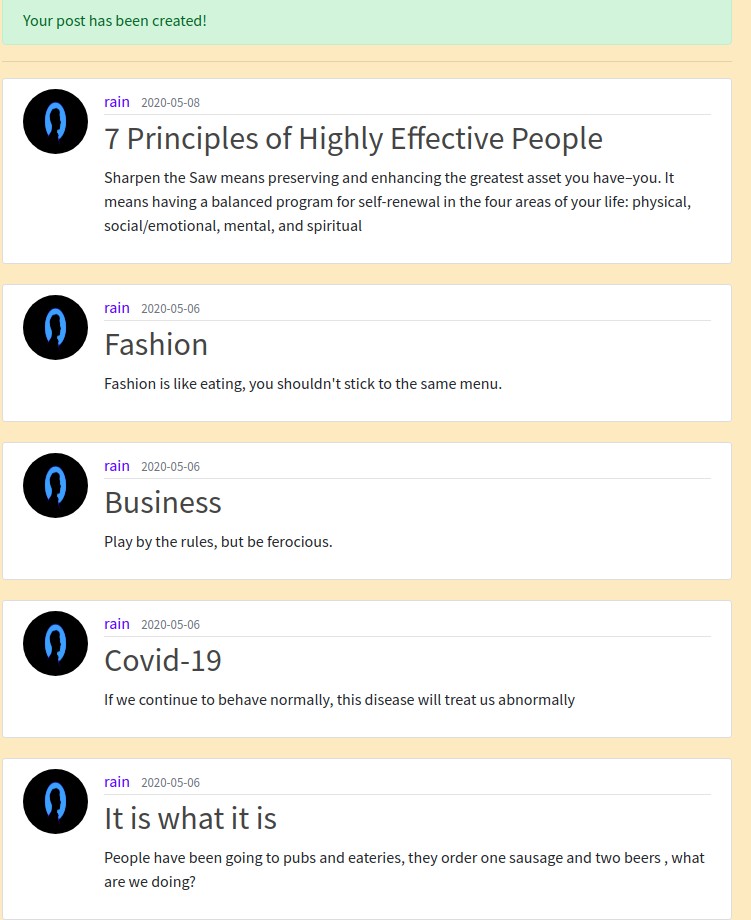 Your post has been created!
rain 2020-05-08
7 Principles of Highly Effective People
Sharpen the Saw means preserving and enhancing the greatest asset you have–you. It
means having a balanced program for self-renewal in the four areas of your life: physical,
social/emotional, mental, and spiritual
rain 2020-05-06
Fashion
Fashion is like eating, you shouldn't stick to the same menu.
rain 2020-05-06
Business
Play by the rules, but be ferocious.
rain 2020-05-06
Covid-19
If we continue to behave normally, this disease will treat us abnormally
rain 2020-05-06
It is what it is
People have been going to pubs and eateries, they order one sausage and two beers , what
are we doing?